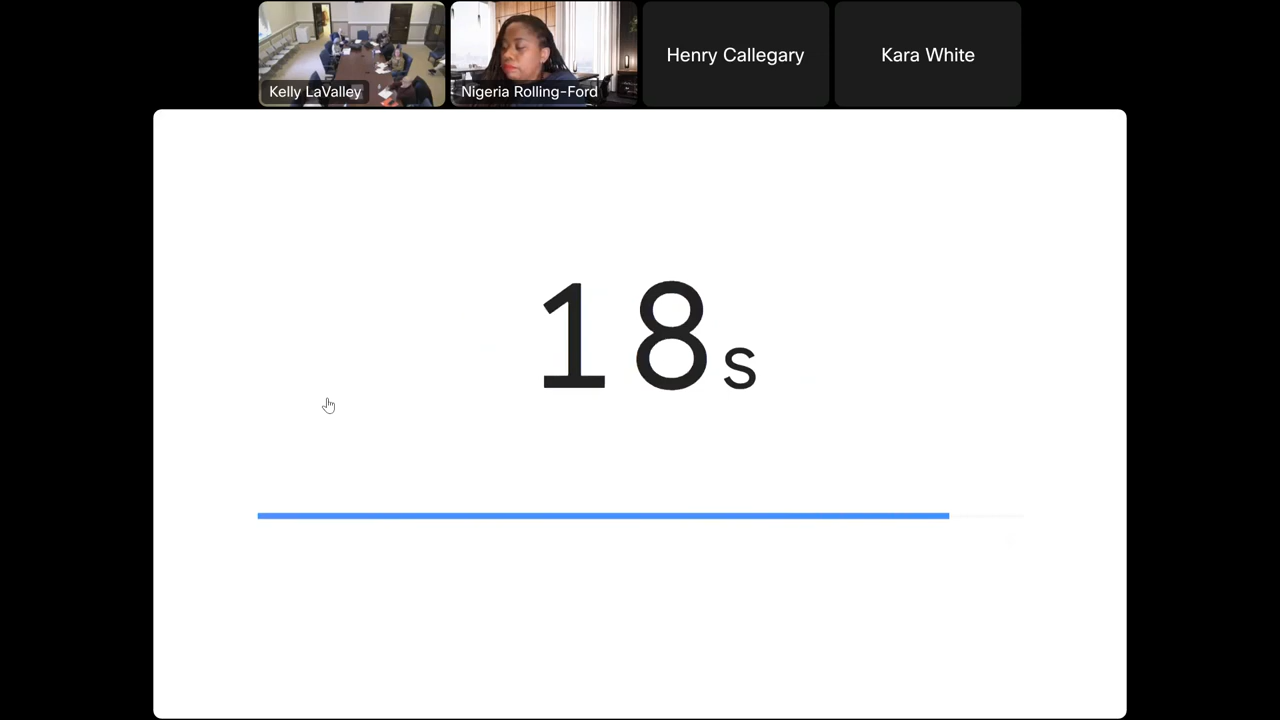 Kelly LaValley
Nigeria Rolling-Ford
Henry Callegary
Kara White
18s